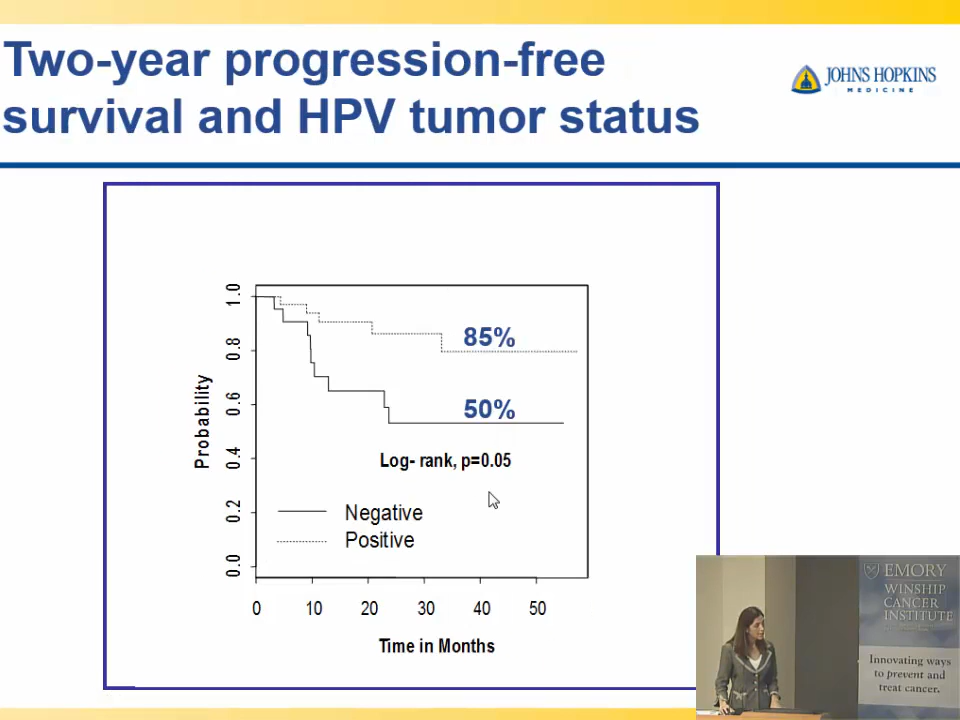 Two-year progression-free
survival and HPV tumor status
JOHNS HOPKINS
MEDICINE
1.0
0.8
0.6
0.4
0.2
0.0
Probability
85%
50%
Log- rank, p=0.05
Negative
Positive
0 10 20 30 40 50
Time in Months
EMORY
WINSHIP
CANCER
INSTITUTE
Innovating ways
to prevent and
treat cancer.